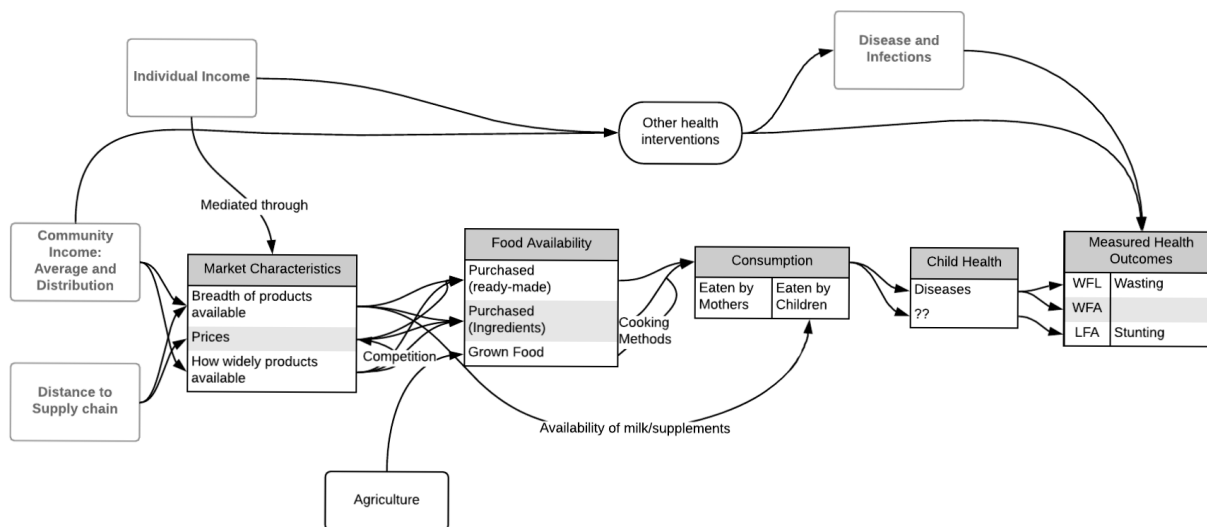 Disease and
Infections
Individual Income
Other health
interventions
Mediated through
Community
Income:
Average and
Distribution
Market Characteristics
Breadth of products
available
Prices
How widely products
available
Food Availability
Purchased
(ready-made)
Purchased
(Ingredients)
Grown Food
Competition
Cooking
Methods
Consumption
Eaten by
Mothers
Eaten by
Children
Child Health
Diseases
??
Measured Health
Outcomes
WFL Wasting
WFA
LFA Stunting
Distance to
Supply chain
Availability of milk/supplements
Agriculture